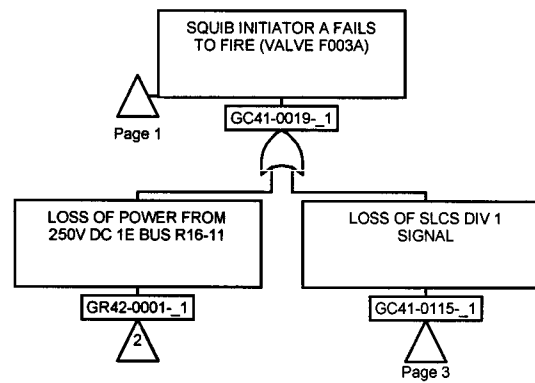 SQUIB INITIATOR A FAILS
TO FIRE (VALVE F003A)
Page 1
GC41-0019-_1
LOSS OF POWER FROM
250V DC 1E BUS R16-11
LOSS OF SLCS DIV 1
SIGNAL
GR42-0001-_1
GC41-0115-_1
2
Page 3